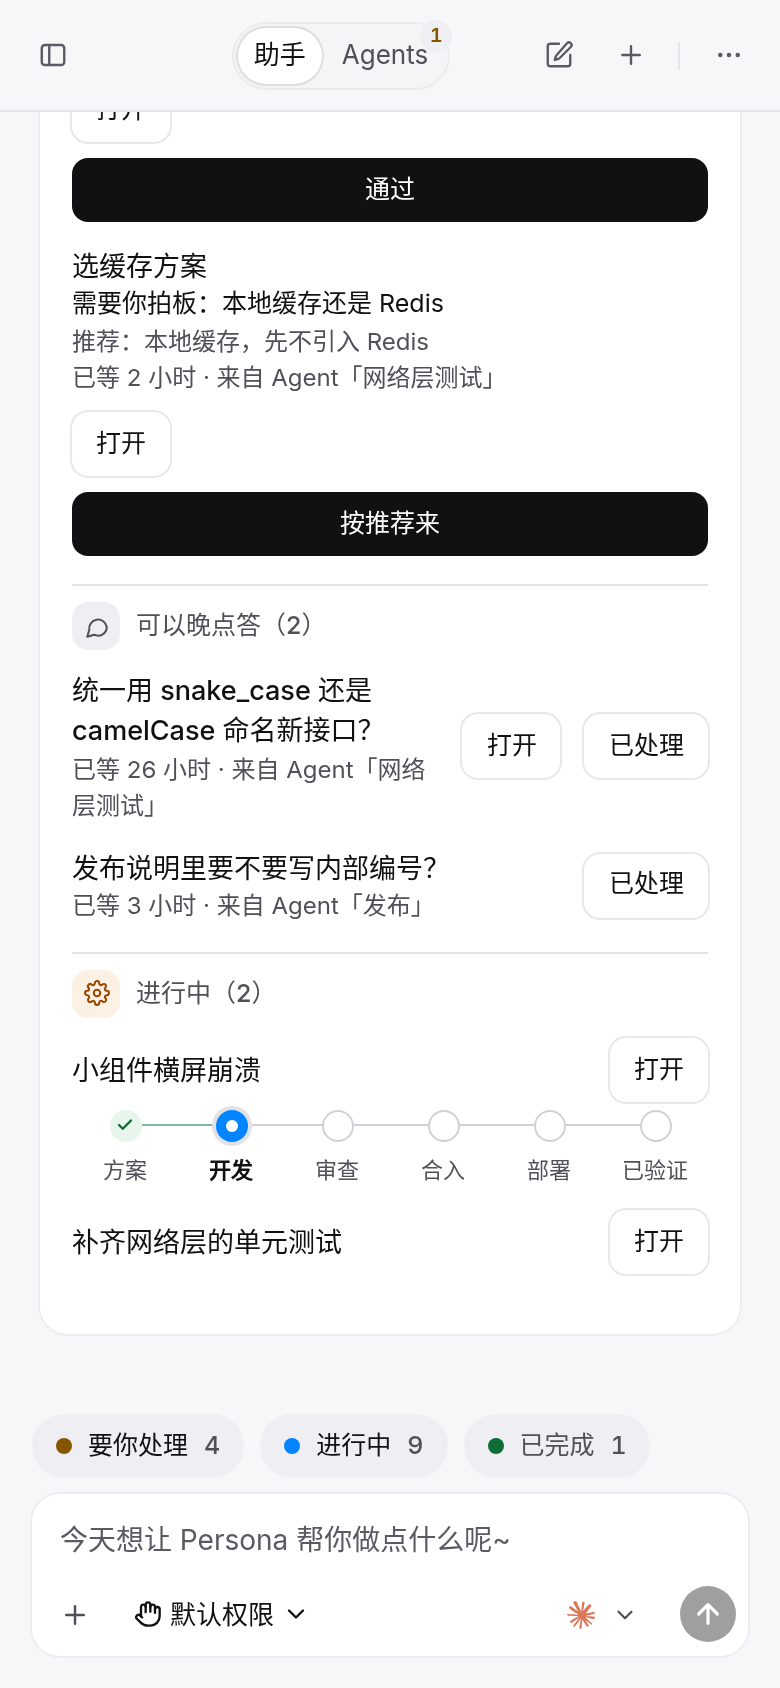 助手
Agents
1
打开
通过
选缓存方案
需要你拍板：本地缓存还是 Redis
推荐：本地缓存，先不引入 Redis
已等 2 小时 · 来自 Agent「网络层测试」
打开
按推荐来
可以晚点答（2）
统一用 snake_case 还是
camelCase 命名新接口？
已等 26 小时 · 来自 Agent「网络
层测试」
打开
已处理
发布说明里要不要写内部编号？
已等 3 小时 · 来自 Agent「发布」
已处理
进行中（2）
小组件横屏崩溃
打开
方案
开发
审查
合入
部署
已验证
补齐网络层的单元测试
打开
要你处理 4
进行中 9
已完成 1
今天想让 Persona 帮你做点什么呢~
默认权限